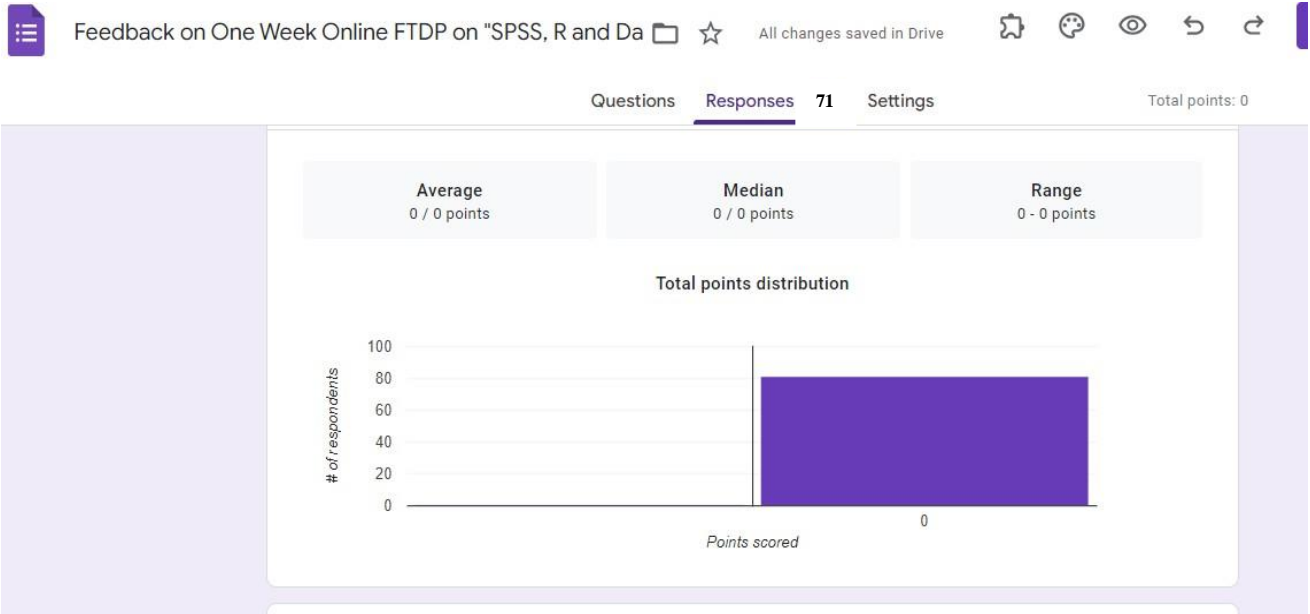 Feedback on One Week Online FTDP on "SPSS, R and Da
All changes saved in Drive
Questions Responses 71 Settings
Total points: 0
Average Median Range
0 / 0 points 0 / 0 points 0 - 0 points
Total points distribution
100
80
60
40
20
0
# of respondents
0
Points scored